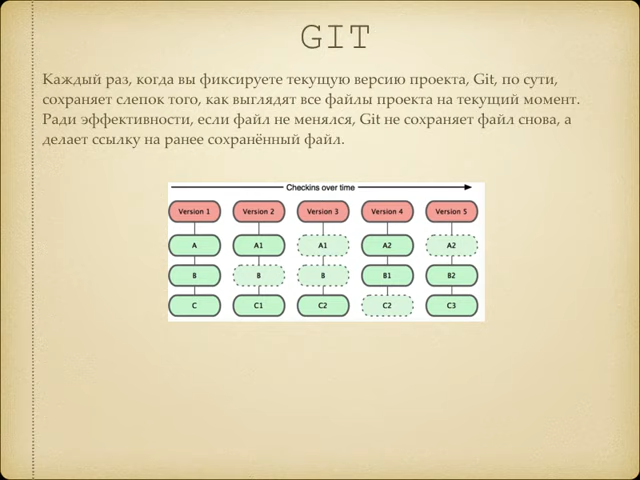 GIT
Каждый раз, когда вы фиксируете текущую версию проекта, Git, по сути,
сохраняет слепок того, как выглядят все файлы проекта на текущий момент.
Ради эффективности, если файл не менялся, Git не сохраняет файл снова, а
делает ссылку на ранее сохранённый файл.
Checkins over time
Version 1 Version 2 Version 3 Version 4 Version 5
A A1 A1 A2 A2
B B B B1 B2
C C1 C2 C2 C3